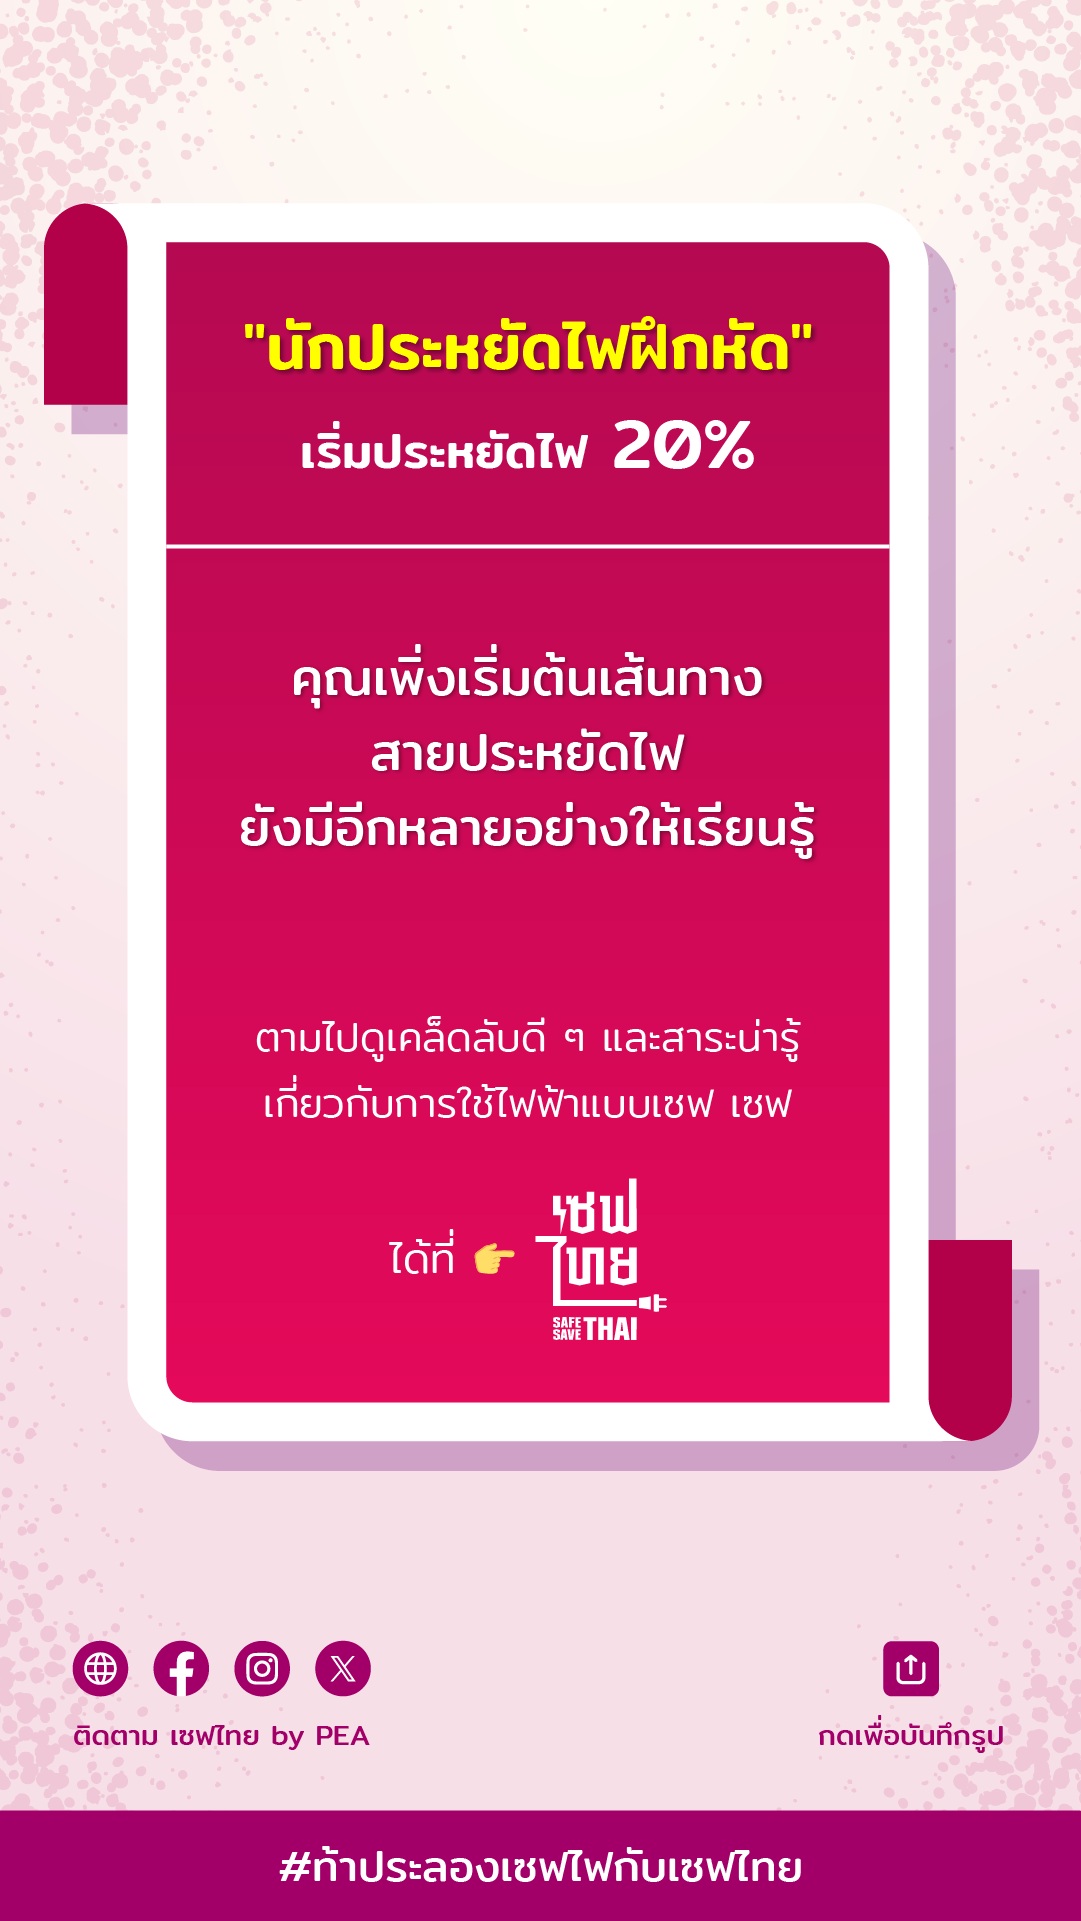 "นักประหยัดไฟฝึกหัด"
เริ่มประหยัดไฟ 20%
คุณเพิ่งเริ่มต้นเส้นทาง
สายประหยัดไฟ
ยังมีอีกหลายอย่างให้เรียนรู้
ตามไปดูเคล็ดลับดี ๆ และสาระน่ารู้
เกี่ยวกับการใช้ไฟฟ้าแบบเซฟ เซฟ
ได้ที่ 👉
เซฟ
ไทย
SAFE
SAVE THAI
ติดตาม เซฟไทย by PEA
กดเพื่อบันทึกรูป
#ท้าประลองเซฟไฟกับเซฟไทย